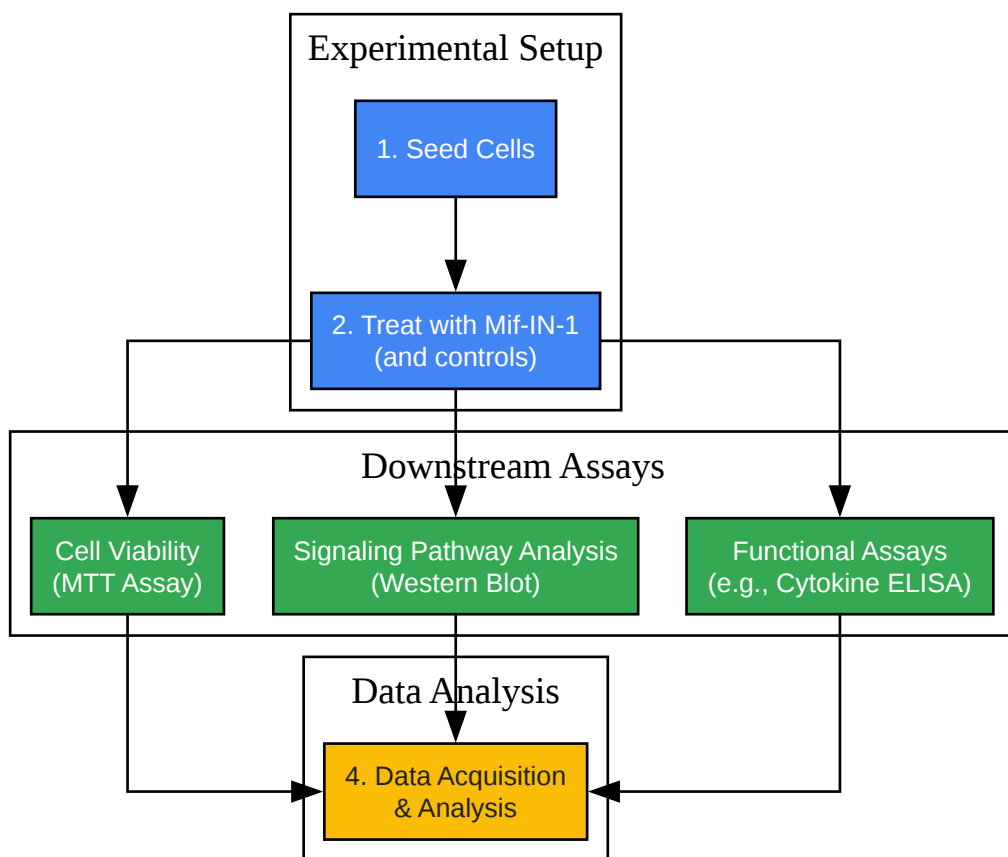 Experimental Setup
1. Seed Cells
2. Treat with Mif-IN-1
(and controls)
Downstream Assays
Cell Viability
(MTT Assay)
Signaling Pathway Analysis
(Western Blot)
Functional Assays
(e.g., Cytokine ELISA)
Data Analysis
4. Data Acquisition
& Analysis